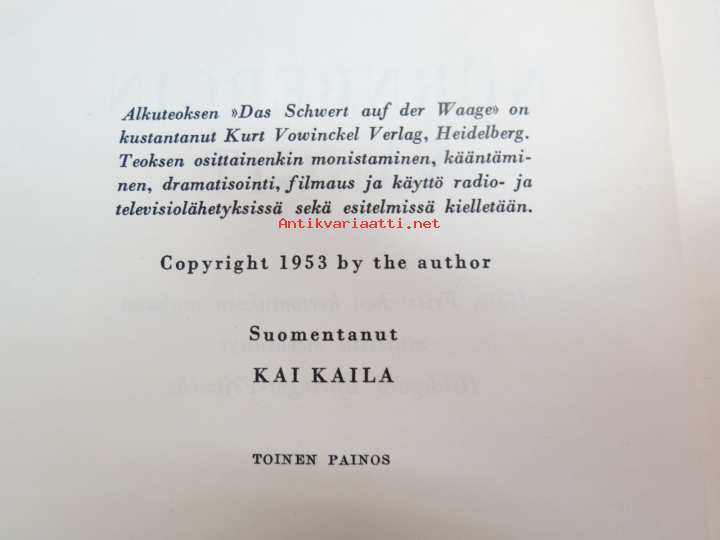 Alkuteoksen »Das Schwert auf der Waage» on
kustantanut Kurt Vowinckel Verlag, Heidelberg.
Teoksen osittainenkin monistaminen, kääntämi-
nen, dramatisointi, filmaus ja käyttö radio- ja
televisiolähetyksissä sekä esitelmissä kielletään.
Antikvariaatti.net
Copyright 1953 by the author
Suomentanut
KAI KAILA
TOINEN PAINOS